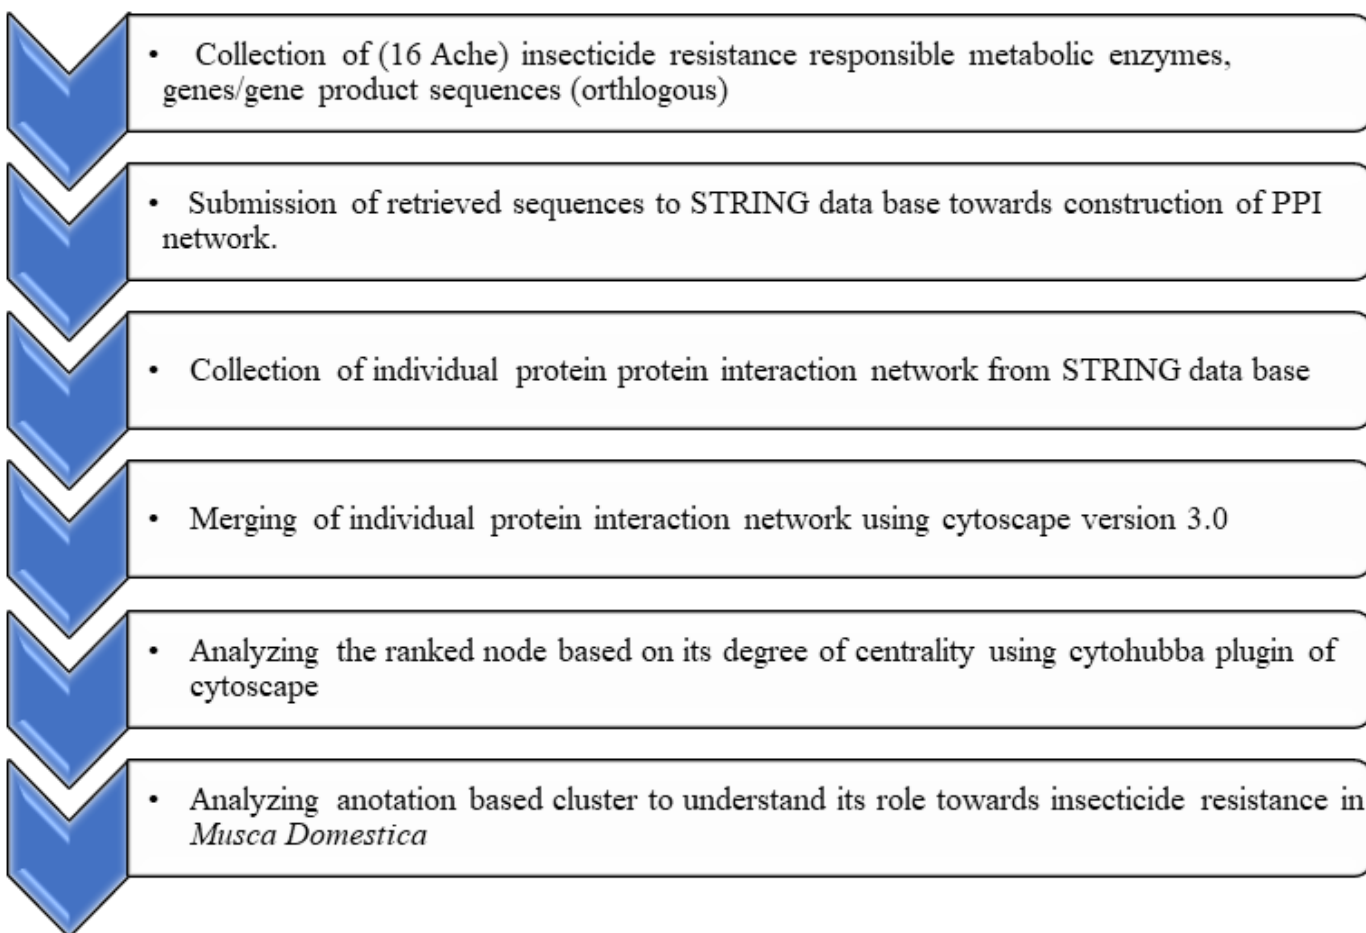 • Collection of (16 Ache) insecticide resistance responsible metabolic enzymes,
genes/gene product sequences (orthlogous)
• Submission of retrieved sequences to STRING data base towards construction of PPI
network.
• Collection of individual protein protein interaction network from STRING data base
• Merging of individual protein interaction network using cytoscape version 3.0
• Analyzing the ranked node based on its degree of centrality using cytohubba plugin of
cytoscape
• Analyzing anotation based cluster to understand its role towards insecticide resistance in
Musca Domestica